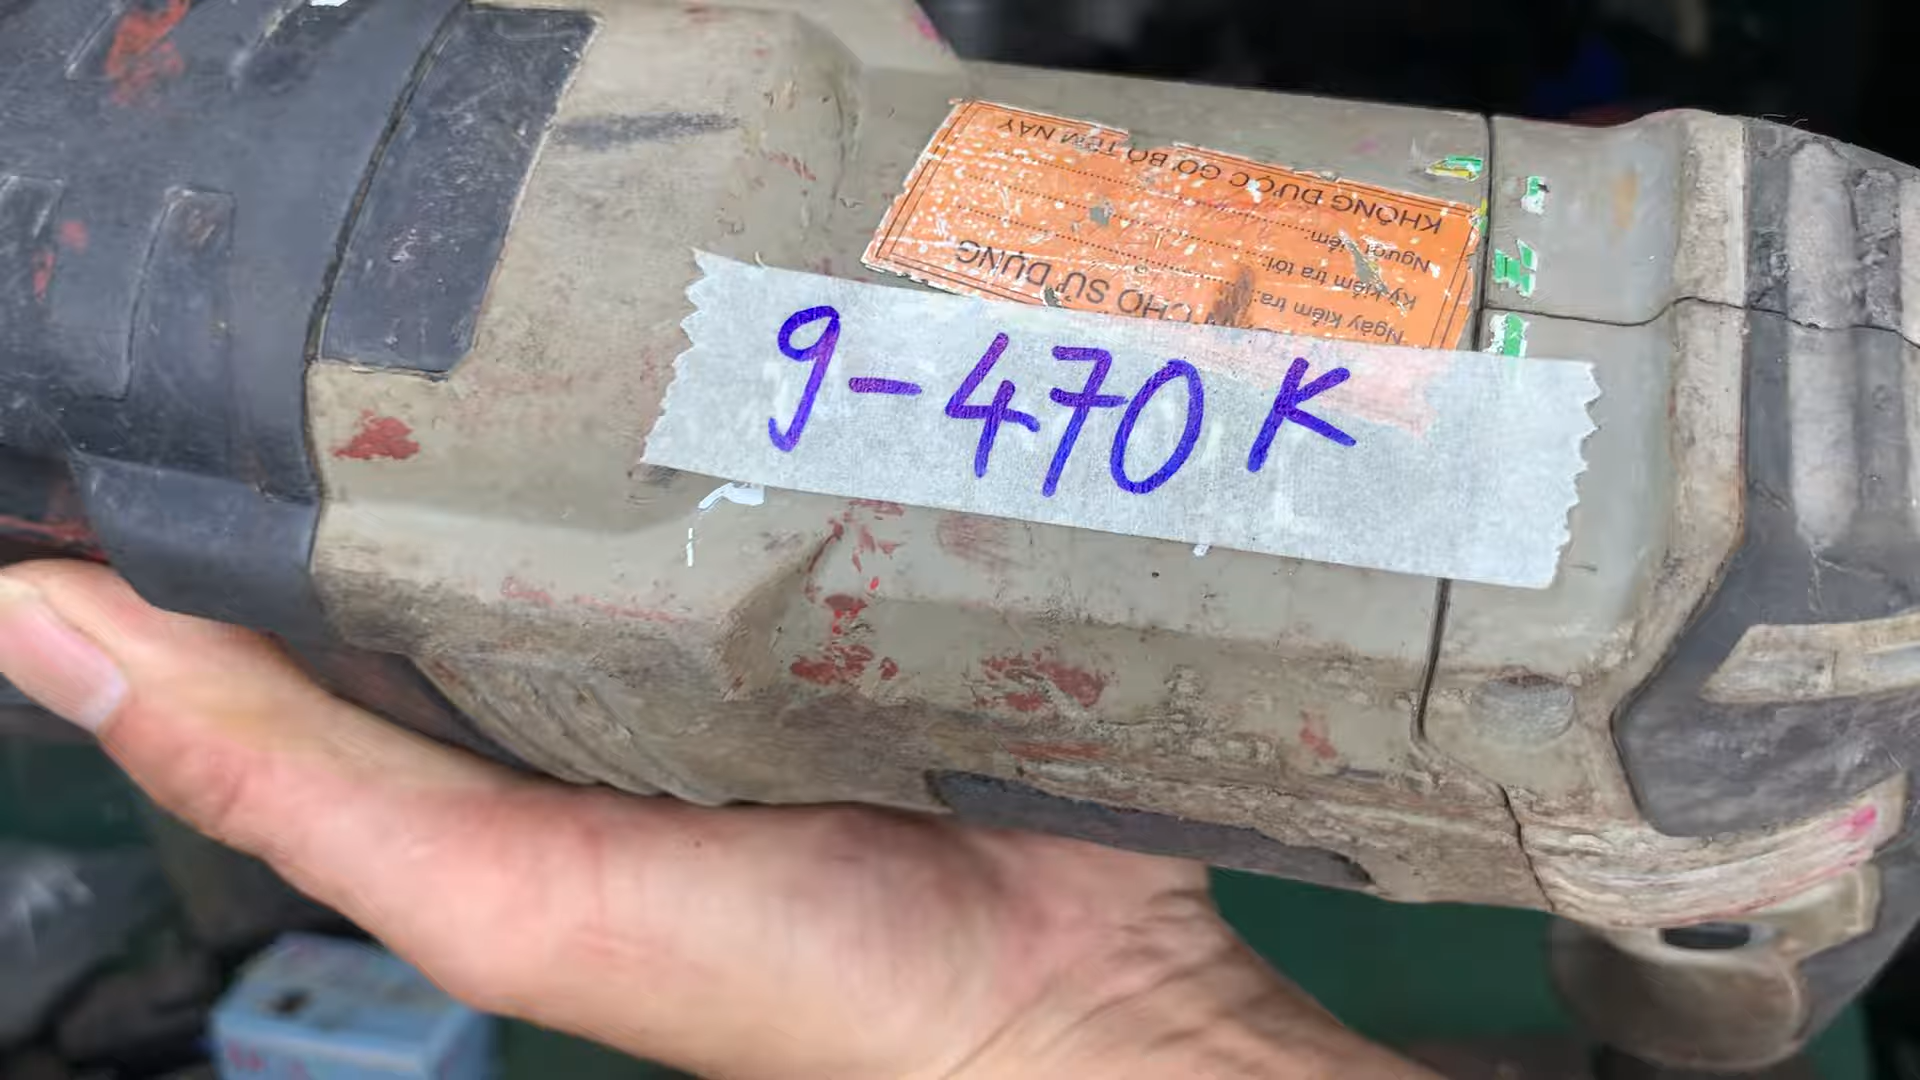 9-470K
CHO SỬ DỤNG
Ngày kiểm tra:
Kỳ kiểm tra tới:
Người kiểm:
KHÔNG ĐƯỢC GỠ BỎ TEM NÀY